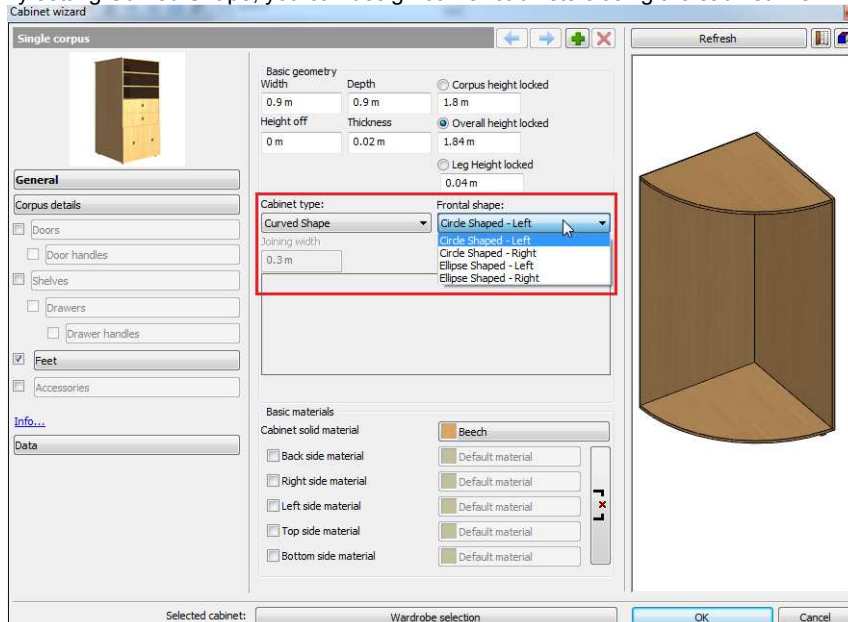 Cabinet wizard
Single corpus
Refresh
Basic geometry
Width Depth Corpus height locked
0.9 m 0.9 m 1.8 m
Height off Thickness Overall height locked
0 m 0.02 m 1.84 m
Leg Height locked
0.04 m
General
Corpus details
Doors
Door handles
Shelves
Drawers
Drawer handles
Feet
Accessories
Info...
Data
Cabinet type: Frontal shape:
Curved Shape Circle Shaped - Left
Joining width
0.3 m
Circle Shaped - Left
Circle Shaped - Right
Ellipse Shaped - Left
Ellipse Shaped - Right
Basic materials
Cabinet solid material Beech
Back side material Default material
Right side material Default material
Left side material Default material
Top side material Default material
Bottom side material Default material
Selected cabinet: Wardrobe selection OK Cancel